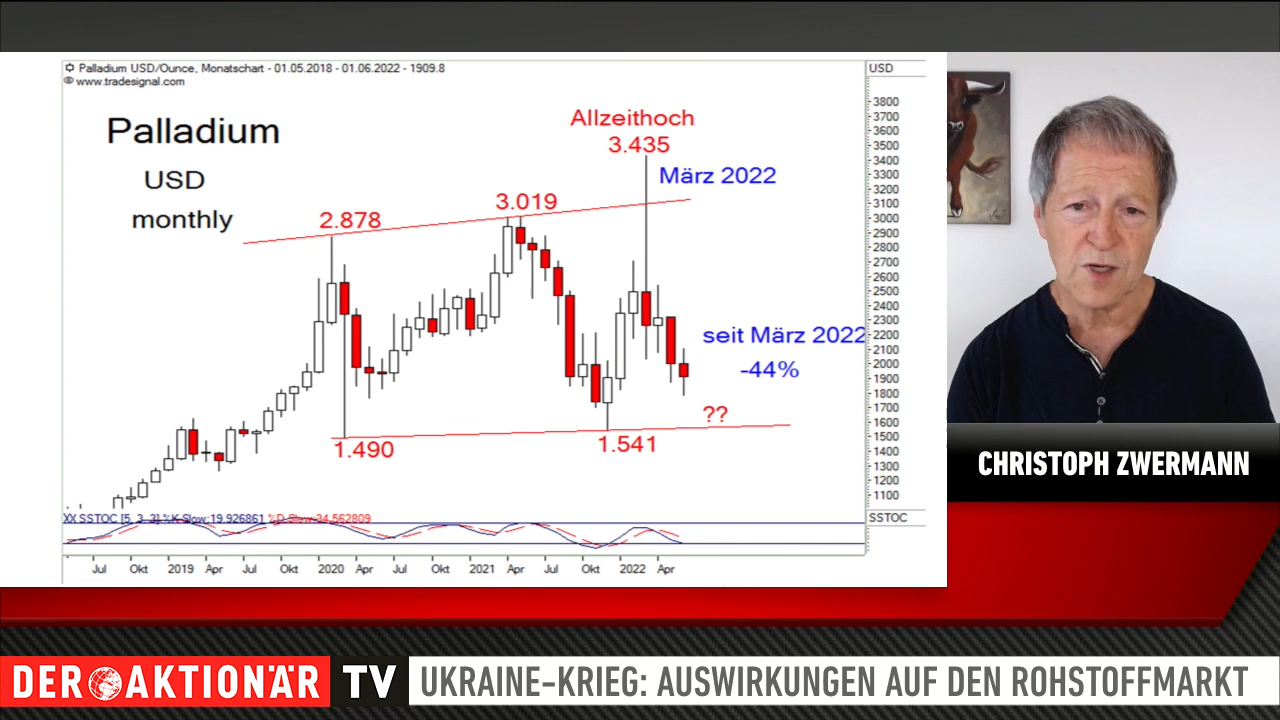 Palladium USD/Ounce, Monatschart - 01.05.2018 - 01.06.2022 - 1909.8
www.tradesignal.com
USD
Palladium
USD
monthly
Allzeithoch
3.435
März 2022
3.019
2.878
seit März 2022
-44%
??
1.490
1.541
3800
3700
3600
3500
3400
3300
3200
3100
3000
2900
2800
2700
2600
2500
2400
2300
2200
2100
2000
1900
1800
1700
1600
1500
1400
1300
1200
1100
XX SSTOC [5, 3, 3] %K Slow:19.926861 %D Slow:24.562809
SSTOC
Jul Okt 2019 Apr Jul Okt 2020 Apr Jul Okt 2021 Apr Jul Okt 2022 Apr
CHRISTOPH ZWERMANN
DER AKTIONÄR TV
UKRAINE-KRIEG: AUSWIRKUNGEN AUF DEN ROHSTOFFMARKT